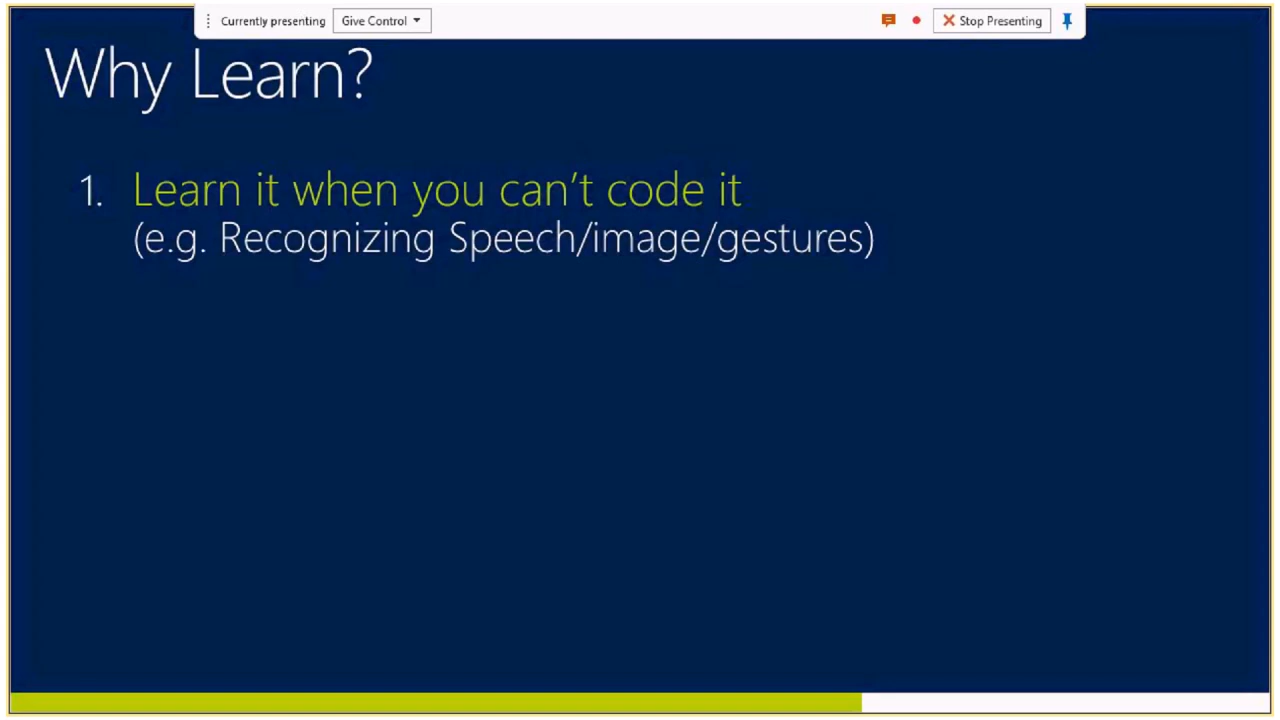 Currently presenting Give Control Stop Presenting
Why Learn?
1. Learn it when you can't code it
(e.g. Recognizing Speech/image/gestures)